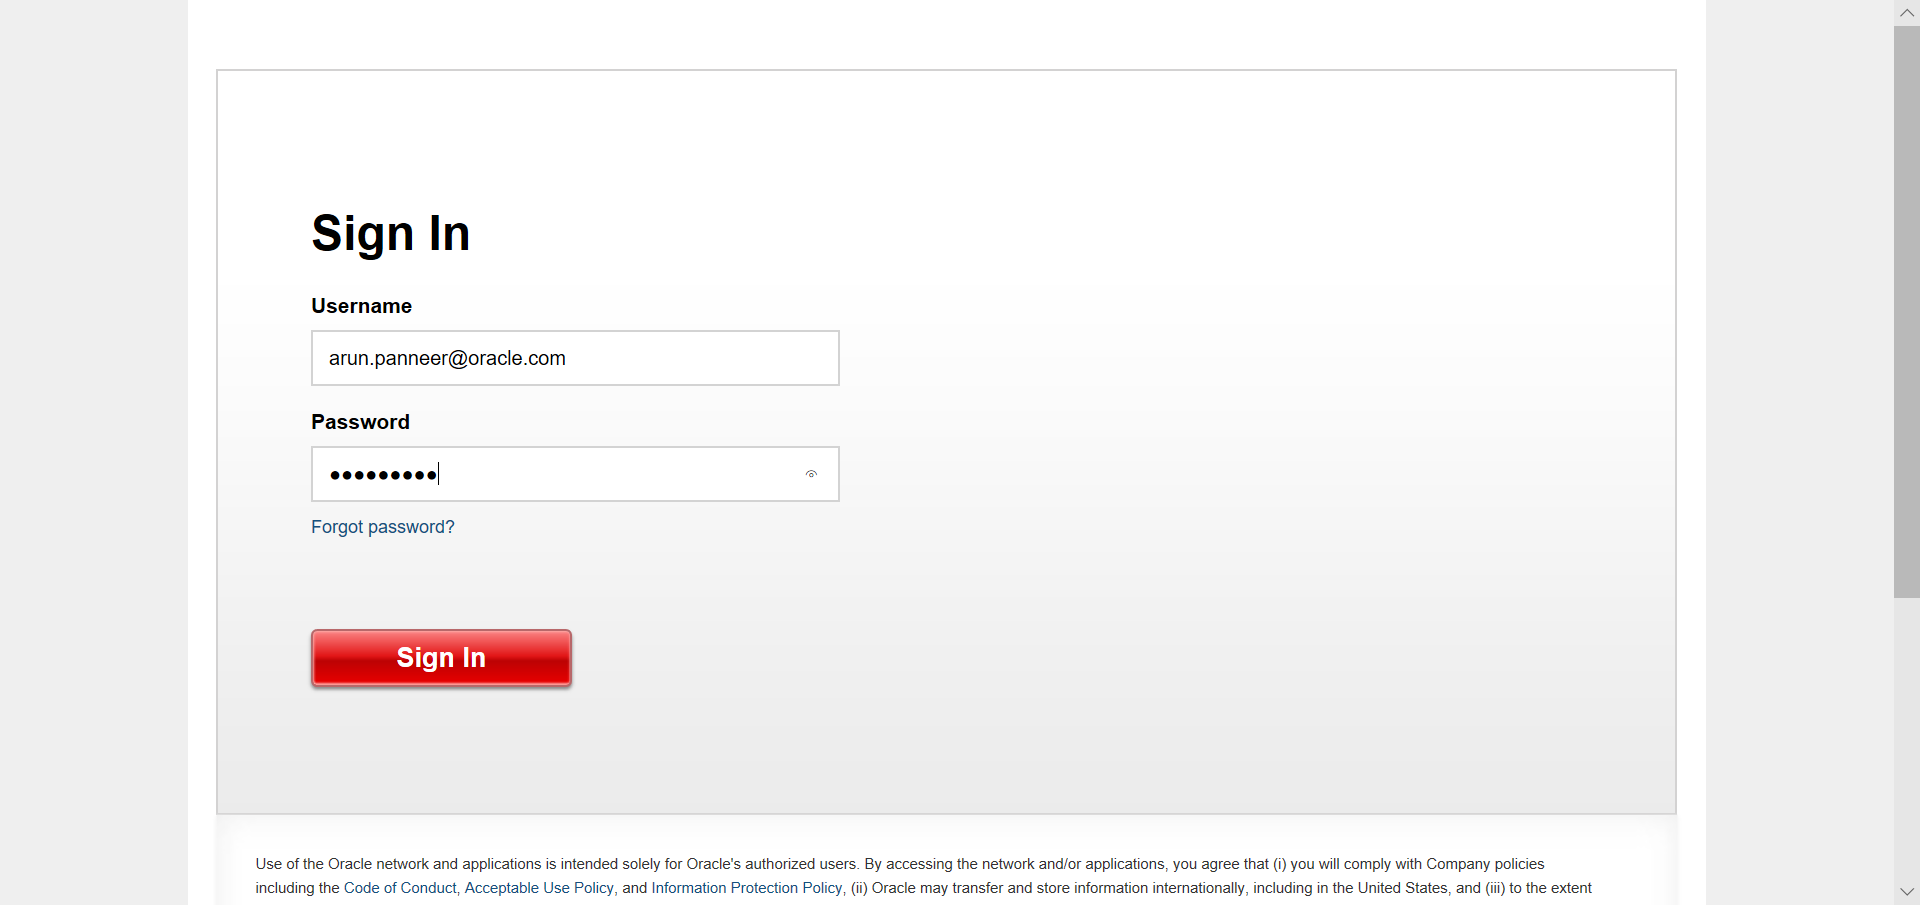 Sign In
Username
arun.panneer@oracle.com
Password
●●●●●●●●●
Forgot password?
Sign In
Use of the Oracle network and applications is intended solely for Oracle's authorized users. By accessing the network and/or applications, you agree that (i) you will comply with Company policies
including the Code of Conduct, Acceptable Use Policy, and Information Protection Policy, (ii) Oracle may transfer and store information internationally, including in the United States, and (iii) to the extent